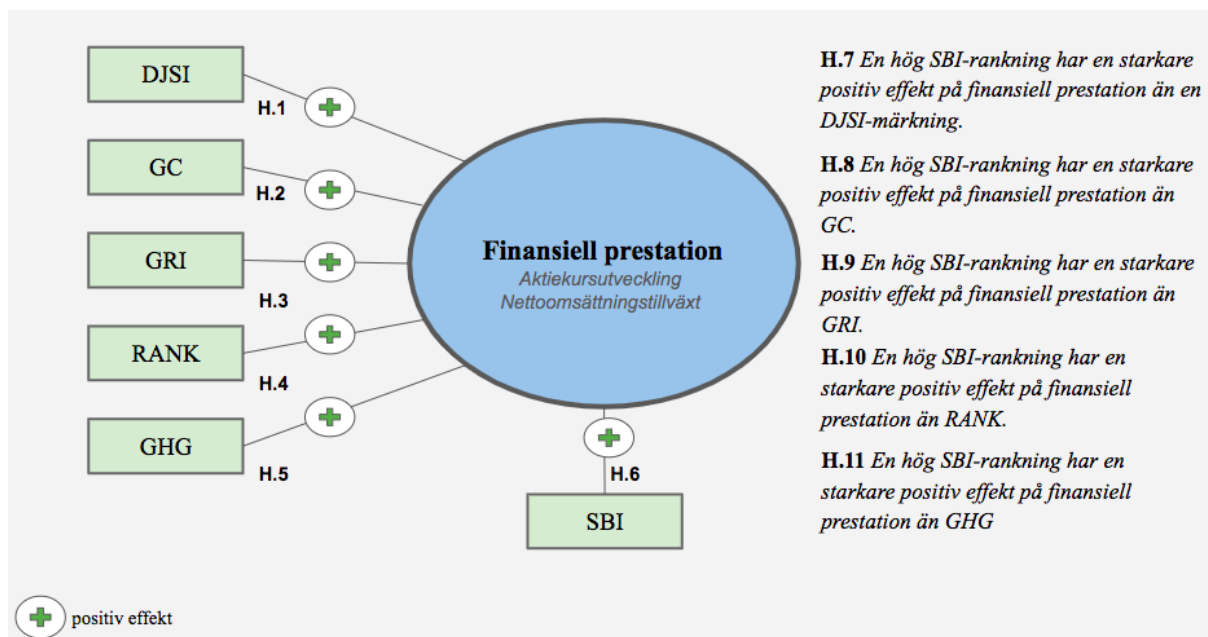 DJSI
H.1
GC
H.2
GRI
H.3
RANK
H.4
GHG
H.5
Finansiell prestation
Aktiekursutveckling
Nettoomsättningstillväxt
H.6
SBI
H.7 En hög SBI-rankning har en starkare
positiv effekt på finansiell prestation än en
DJSI-märkning.
H.8 En hög SBI-rankning har en starkare
positiv effekt på finansiell prestation än
GC.
H.9 En hög SBI-rankning har en starkare
positiv effekt på finansiell prestation än
GRI.
H.10 En hög SBI-rankning har en
starkare positiv effekt på finansiell
prestation än RANK.
H.11 En hög SBI-rankning har en
starkare positiv effekt på finansiell
prestation än GHG
positiv effekt